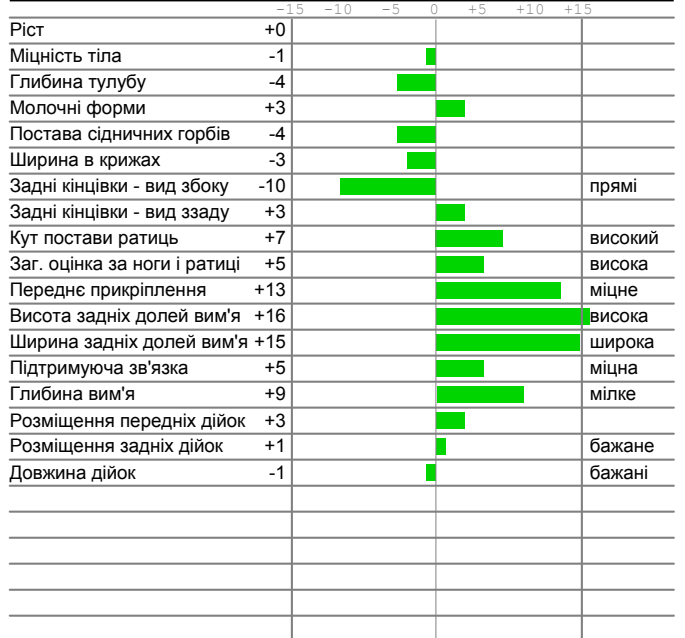 -15 -10 -5 0 +5 +10 +15
Ріст +0
Міцність тіла -1
Глибина тулубу -4
Молочні форми +3
Постава сідничних горбів -4
Ширина в крижах -3
Задні кінцівки - вид збоку -10 прямі
Задні кінцівки - вид ззаду +3
Кут постави ратиць +7 високий
Заг. оцінка за ноги і ратиці +5 висока
Переднє прикріплення +13 міцне
Висота задніх долей вим'я +16 висока
Ширина задніх долей вим'я +15 широка
Підтримуюча зв'язка +5 міцна
Глибина вим'я +9 мілке
Розміщення передніх дійок +3
Розміщення задніх дійок +1 бажане
Довжина дійок -1 бажані